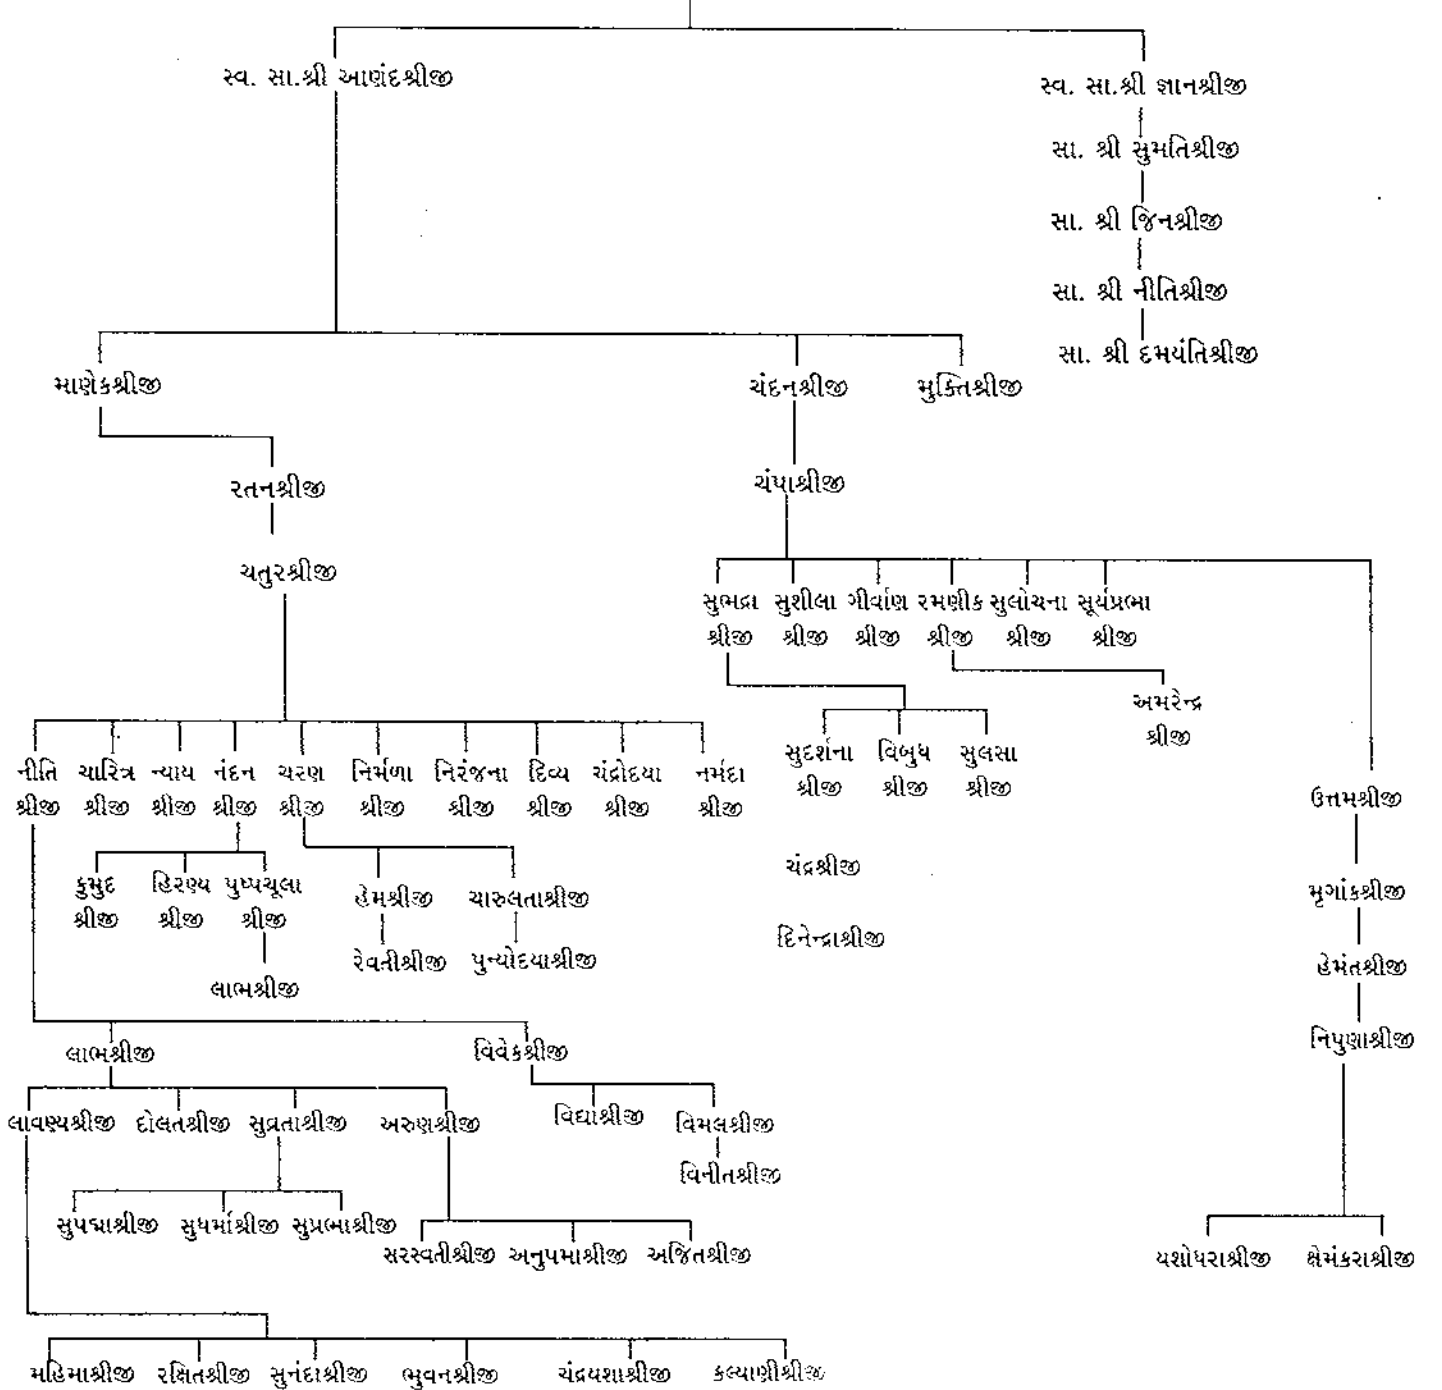 સ્વ. સા.શ્રી આણંદશ્રીજી
સ્વ. સા.શ્રી જ્ઞાનશ્રીજી
સા. શ્રી સુમતિશ્રીજી
સા. શ્રી જિનશ્રીજી
સા. શ્રી નીતિશ્રીજી
સા. શ્રી દમયંતિશ્રીજી
માણેકશ્રીજી ચંદનશ્રીજી મુક્તિશ્રીજી
રતનશ્રીજી ચંપાશ્રીજી
ચતુરશ્રીજી
સુભદ્રા સુશીલા ગીર્વાણ રમણીક સુલોચના સૂર્યપ્રભા
શ્રીજી શ્રીજી શ્રીજી શ્રીજી શ્રીજી શ્રીજી
અમરેન્દ્ર
શ્રીજી
સુદર્શના વિબુધ સુલસા
શ્રીજી શ્રીજી શ્રીજી
નીતિ ચારિત્ર ન્યાય નંદન ચરણ નિર્મળા નિરંજના દિવ્ય ચંદ્રોદયા નર્મદા
શ્રીજી શ્રીજી શ્રીજી શ્રીજી શ્રીજી શ્રીજી શ્રીજી શ્રીજી શ્રીજી શ્રીજી
ઉત્તમશ્રીજી
ચંદ્રશ્રીજી
કુમુદ હિરણ્ય પુષ્પચૂલા
શ્રીજી શ્રીજી શ્રીજી
હેમશ્રીજી ચારુલતાશ્રીજી
મૃગાંકશ્રીજી
દિનેન્દ્રાશ્રીજી
રેવતીશ્રીજી પુન્યોદયાશ્રીજી
હેમંતશ્રીજી
લાભશ્રીજી
નિપુણાશ્રીજી
લાભશ્રીજી વિવેકશ્રીજી
લાવણ્યશ્રીજી દોલતશ્રીજી સુવ્રતાશ્રીજી અરુણશ્રીજી વિદ્યાશ્રીજી વિમલશ્રીજી
વિનીતશ્રીજી
સુપદ્માશ્રીજી સુધર્માશ્રીજી સુપ્રભાશ્રીજી
સરસ્વતીશ્રીજી અનુપમાશ્રીજી અજિતશ્રીજી
યશોધરાશ્રીજી ક્ષેમંકરાશ્રીજી
મહિમાશ્રીજી રક્ષિતશ્રીજી સુનંદાશ્રીજી ભુવનશ્રીજી ચંદ્રયશાશ્રીજી કલ્યાણીશ્રીજી